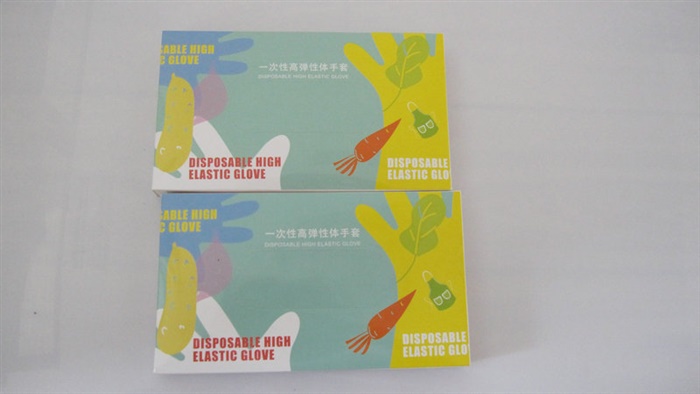 SABLE HIGH
C GLOVE
一次性高弹性体手套
DISPOSABLE HIGH ELASTIC GLOVE
DISPOSABLE HIGH
ELASTIC GLOVE
DISPOSABLE
ELASTIC GLO
SABLE HIGH
C GLOVE
一次性高弹性体手套
DISPOSABLE HIGH ELASTIC GLOVE
DISPOSABLE HIGH
ELASTIC GLOVE
DISPOSABLE
ELASTIC GLO